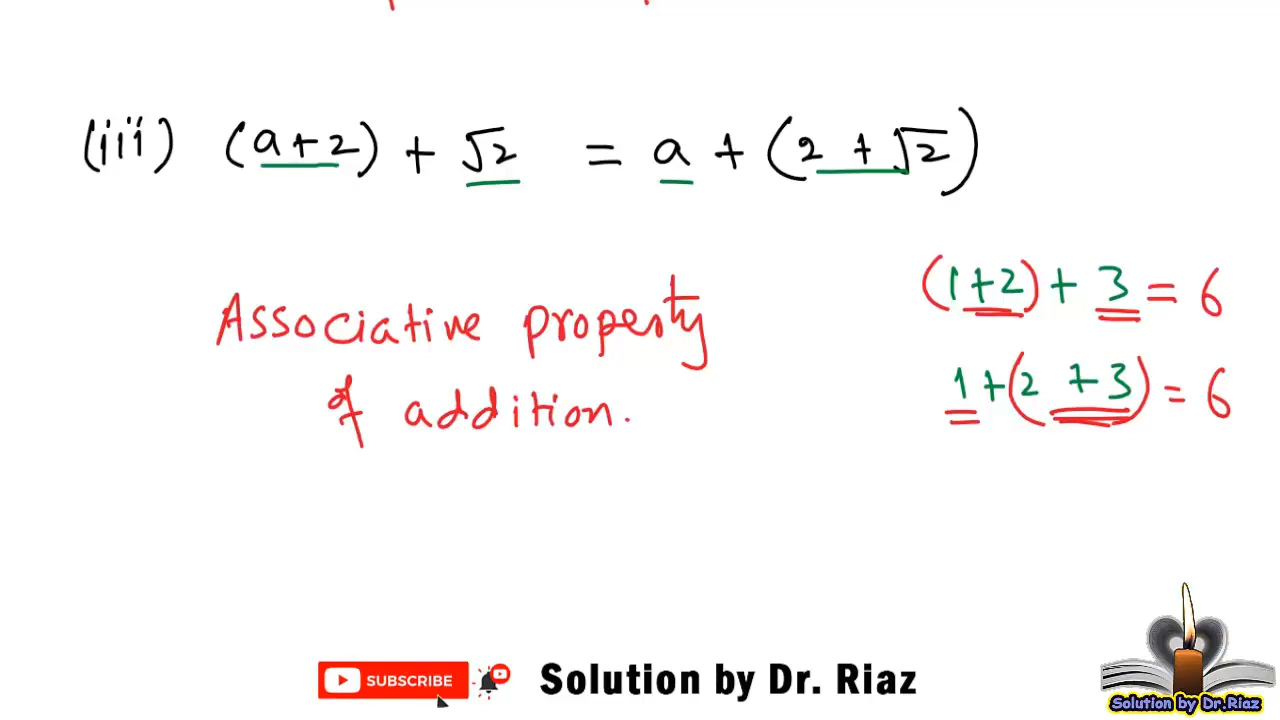 (iii) (a+2) + √2 = a + (2 + √2)
(1+2) + 3 = 6
Associative property
1 + (2 + 3) = 6
of addition.
SUBSCRIBE
Solution by Dr. Riaz
Solution by Dr.Riaz